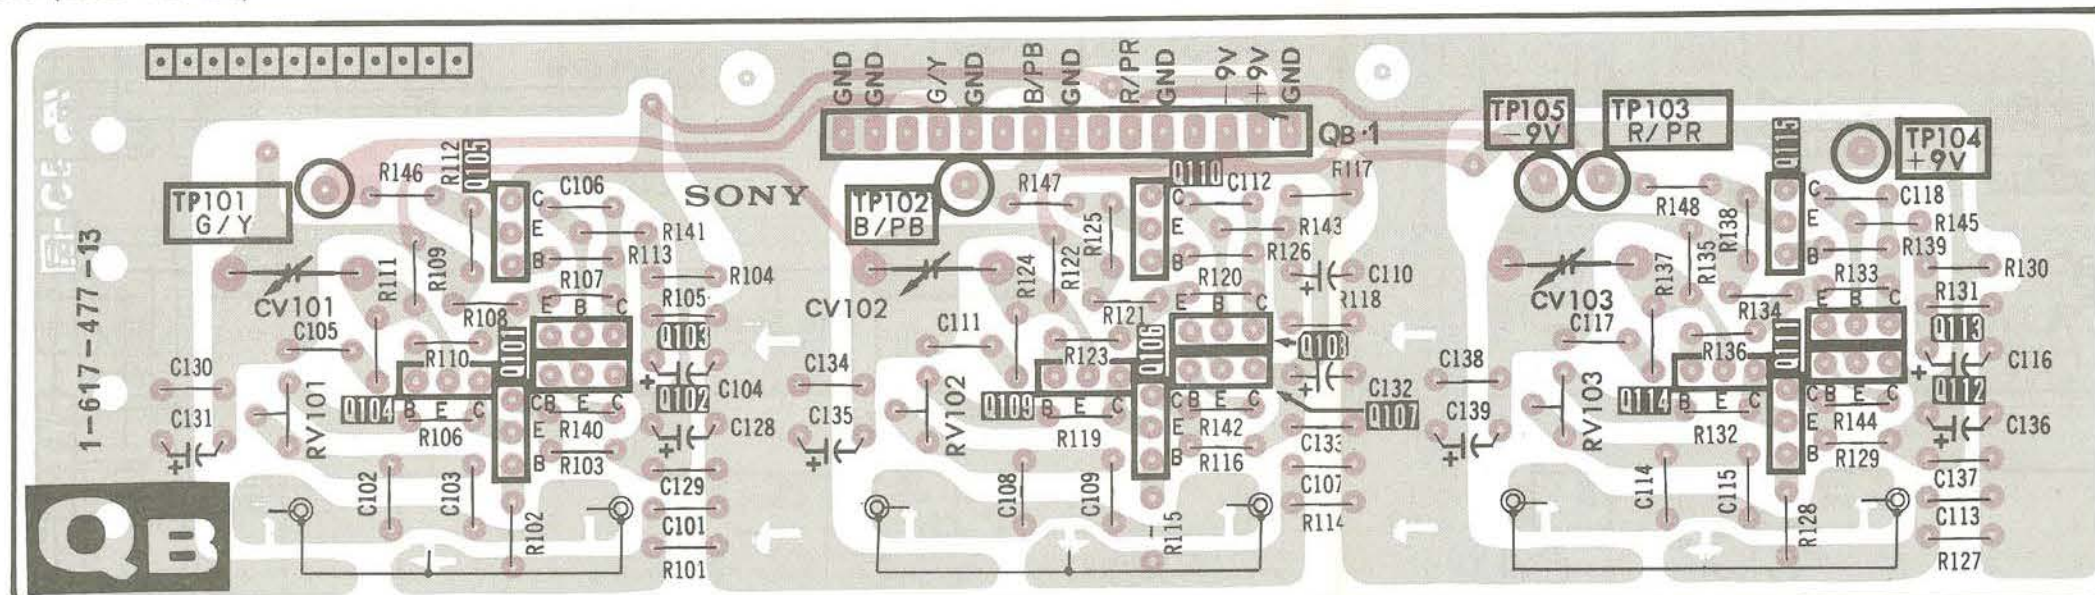 GND
GND
G/Y
GND
B/PB
GND
R/PR
GND
-9V
+9V
GND
QB-1
TP105
-9V
TP103
R/PR
Q115
TP104
+9V
TP101
G/Y
R146
R112
Q105
C106
C
E
B
R141
R113
SONY
TP102
B/PB
R147
R125
Q110
C112
C
E
B
R117
R143
R126
R148
R138
C
E
B
C118
R145
R139
1-617-477-13
CV101
R111
R109
R107
E B C
R104
R105
R108
Q101
Q103
C105
R110
CV102
R124
R122
R120
E B C
C110
R118
R121
Q106
Q108
C111
R123
CV103
R137
R135
R133
E B C
R130
R131
R134
Q111
Q113
C117
R136
C130
C131
RV101
Q104
B E C
R106
C
E
B
B E C
R140
R103
C104
Q102
C128
C134
C135
RV102
Q109
B E C
R119
C
E
B
B E C
R142
R116
C132
Q107
C133
C138
C139
RV103
Q114
B E C
R132
C
E
B
B E C
R144
R129
C116
Q112
C136
QB
C102
C103
R102
C129
C101
R101
C108
C109
R115
C107
R114
C114
C115
R128
C137
C113
R127